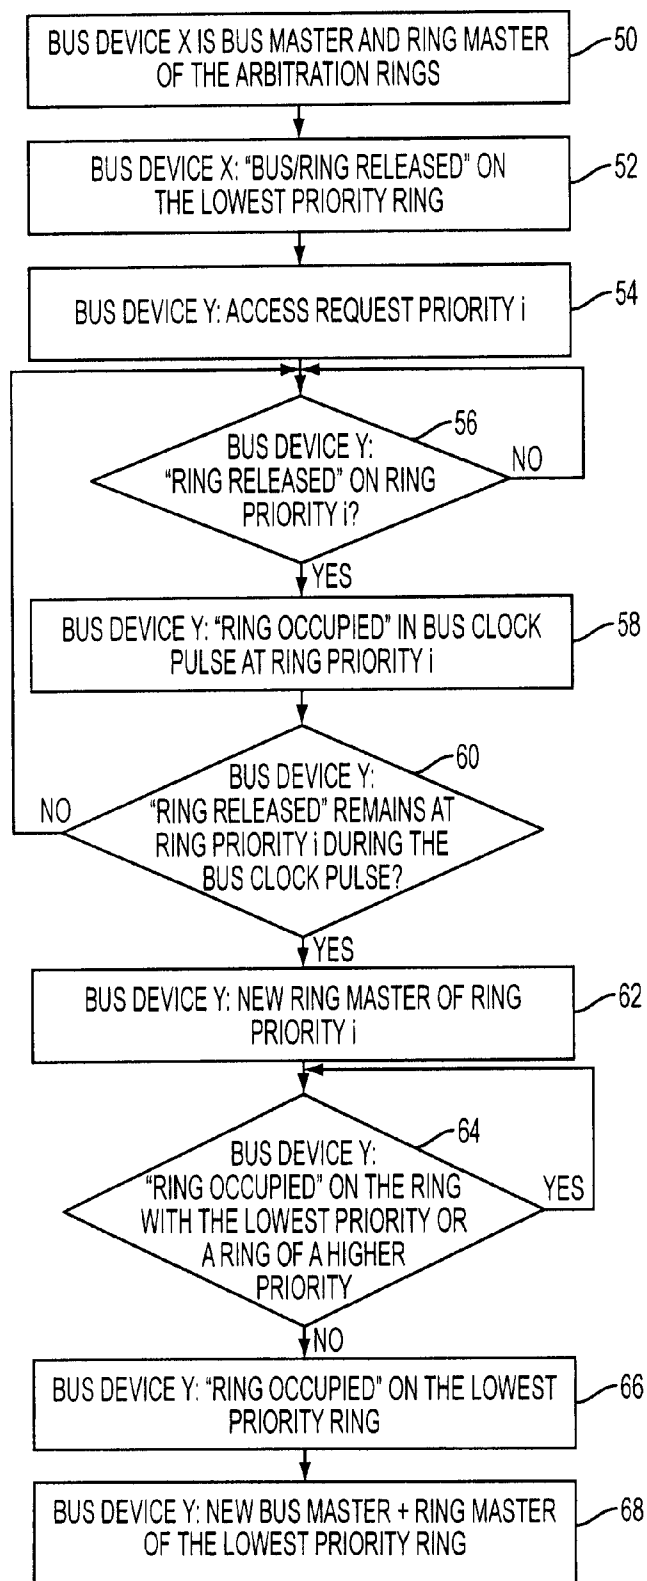 BUS DEVICE X IS BUS MASTER AND RING MASTER
OF THE ARBITRATION RINGS
50
BUS DEVICE X: “BUS/RING RELEASED” ON
THE LOWEST PRIORITY RING
52
BUS DEVICE Y: ACCESS REQUEST PRIORITY i
54
56
BUS DEVICE Y:
“RING RELEASED” ON RING
PRIORITY i?
NO
YES
BUS DEVICE Y: “RING OCCUPIED” IN BUS CLOCK
PULSE AT RING PRIORITY i
58
60
BUS DEVICE Y:
“RING RELEASED” REMAINS AT
RING PRIORITY i DURING THE
BUS CLOCK PULSE?
NO
YES
BUS DEVICE Y: NEW RING MASTER OF RING
PRIORITY i
62
64
BUS DEVICE Y:
“RING OCCUPIED” ON THE RING
WITH THE LOWEST PRIORITY OR
A RING OF A HIGHER
PRIORITY
YES
NO
BUS DEVICE Y: “RING OCCUPIED” ON THE LOWEST
PRIORITY RING
66
BUS DEVICE Y: NEW BUS MASTER + RING MASTER
OF THE LOWEST PRIORITY RING
68